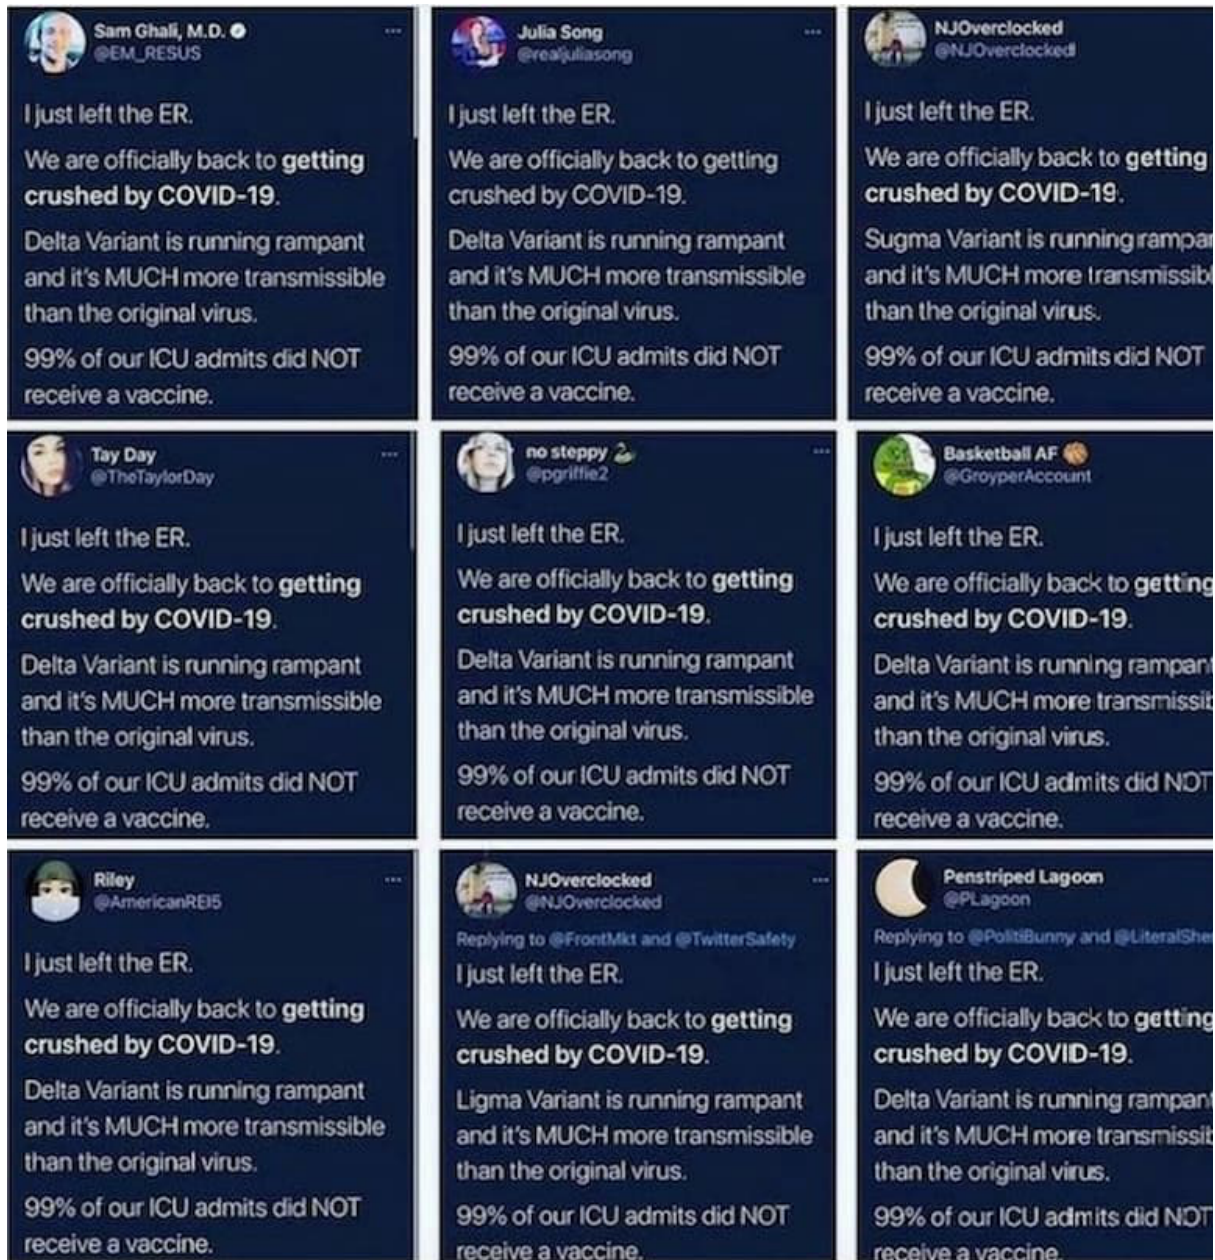 Sam Ghali, M.D.
@EM_RESUS
I just left the ER.
We are officially back to getting
crushed by COVID-19.
Delta Variant is running rampant
and it's MUCH more transmissible
than the original virus.
99% of our ICU admits did NOT
receive a vaccine.
Julia Song
@realjuliasong
I just left the ER.
We are officially back to getting
crushed by COVID-19.
Delta Variant is running rampant
and it's MUCH more transmissible
than the original virus.
99% of our ICU admits did NOT
receive a vaccine.
NJOverclocked
@NJOverclocked
I just left the ER.
We are officially back to getting
crushed by COVID-19.
Sugma Variant is running rampan
and it's MUCH more transmissibl
than the original virus.
99% of our ICU admits did NOT
receive a vaccine.
Tay Day
@TheTaylorDay
I just left the ER.
We are officially back to getting
crushed by COVID-19.
Delta Variant is running rampant
and it's MUCH more transmissible
than the original virus.
99% of our ICU admits did NOT
receive a vaccine.
no steppy 🐍
@pgriffie2
I just left the ER.
We are officially back to getting
crushed by COVID-19.
Delta Variant is running rampant
and it's MUCH more transmissible
than the original virus.
99% of our ICU admits did NOT
receive a vaccine.
Basketball AF 🏀
@GroyperAccount
I just left the ER.
We are officially back to getting
crushed by COVID-19.
Delta Variant is running rampant
and it's MUCH more transmissib
than the original virus.
99% of our ICU admits did NOT
receive a vaccine.
Riley
@AmericanREI5
I just left the ER.
We are officially back to getting
crushed by COVID-19.
Delta Variant is running rampant
and it's MUCH more transmissible
than the original virus.
99% of our ICU admits did NOT
receive a vaccine.
NJOverclocked
@NJOverclocked
Replying to @FrontMkt and @TwitterSafety
I just left the ER.
We are officially back to getting
crushed by COVID-19.
Ligma Variant is running rampant
and it's MUCH more transmissible
than the original virus.
99% of our ICU admits did NOT
receive a vaccine.
Penstriped Lagoon
@PLagoon
Replying to @PolitiBunny and @LiteralSher
I just left the ER.
We are officially back to getting
crushed by COVID-19.
Delta Variant is running rampant
and it's MUCH more transmissib
than the original virus.
99% of our ICU admits did NOT
receive a vaccine.